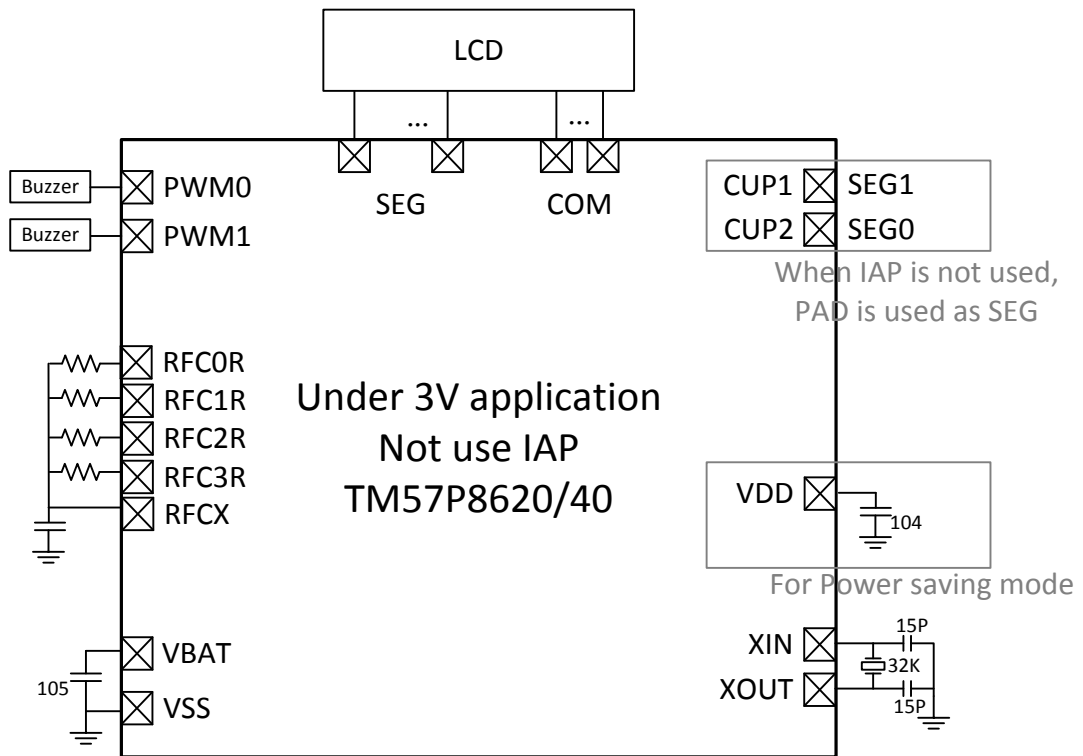 LCD
...
...
Buzzer
PWM0
SEG
COM
CUP1
SEG1
Buzzer
PWM1
CUP2
SEG0
When IAP is not used,
PAD is used as SEG
RFC0R
RFC1R
RFC2R
RFC3R
RFCX
Under 3V application
Not use IAP
TM57P8620/40
VDD
104
For Power saving mode
VBAT
105
VSS
XIN
XOUT
15P
32K
15P